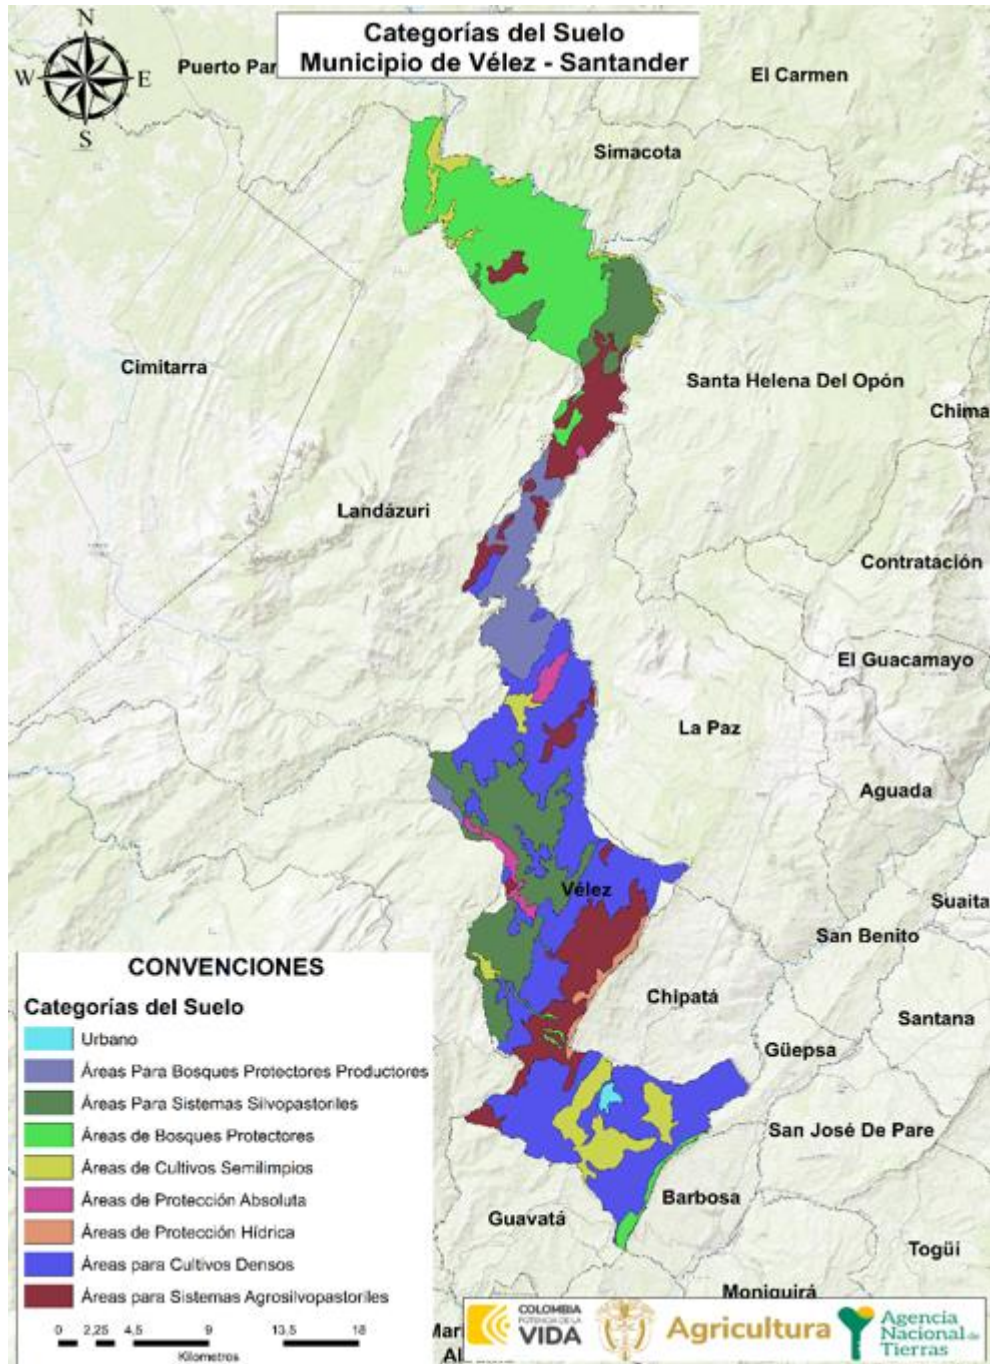 Categorías del Suelo
Municipio de Vélez - Santander
N
W
E
S
Puerto Par
El Carmen
Simacota
Cimitarra
Santa Helena Del Opón
Chima
Landázuri
Contratación
El Guacamayo
La Paz
Aguada
Vélez
Suaita
San Benito
Chipatá
Santana
Güepsa
San José De Pare
Barbosa
Guavatá
Togüi
Moniquirá
CONVENCIONES
Categorías del Suelo
Urbano
Áreas Para Bosques Protectores Productores
Áreas Para Sistemas Silvopastoriles
Áreas de Bosques Protectores
Áreas de Cultivos Semilimpios
Áreas de Protección Absoluta
Áreas de Protección Hídrica
Áreas para Cultivos Densos
Áreas para Sistemas Agrosilvopastoriles
0 2,25 4,5 9 13,5 18
Kilometros
COLOMBIA
POTENCIA DE LA
VIDA
Agricultura
Agencia
Nacional de
Tierras